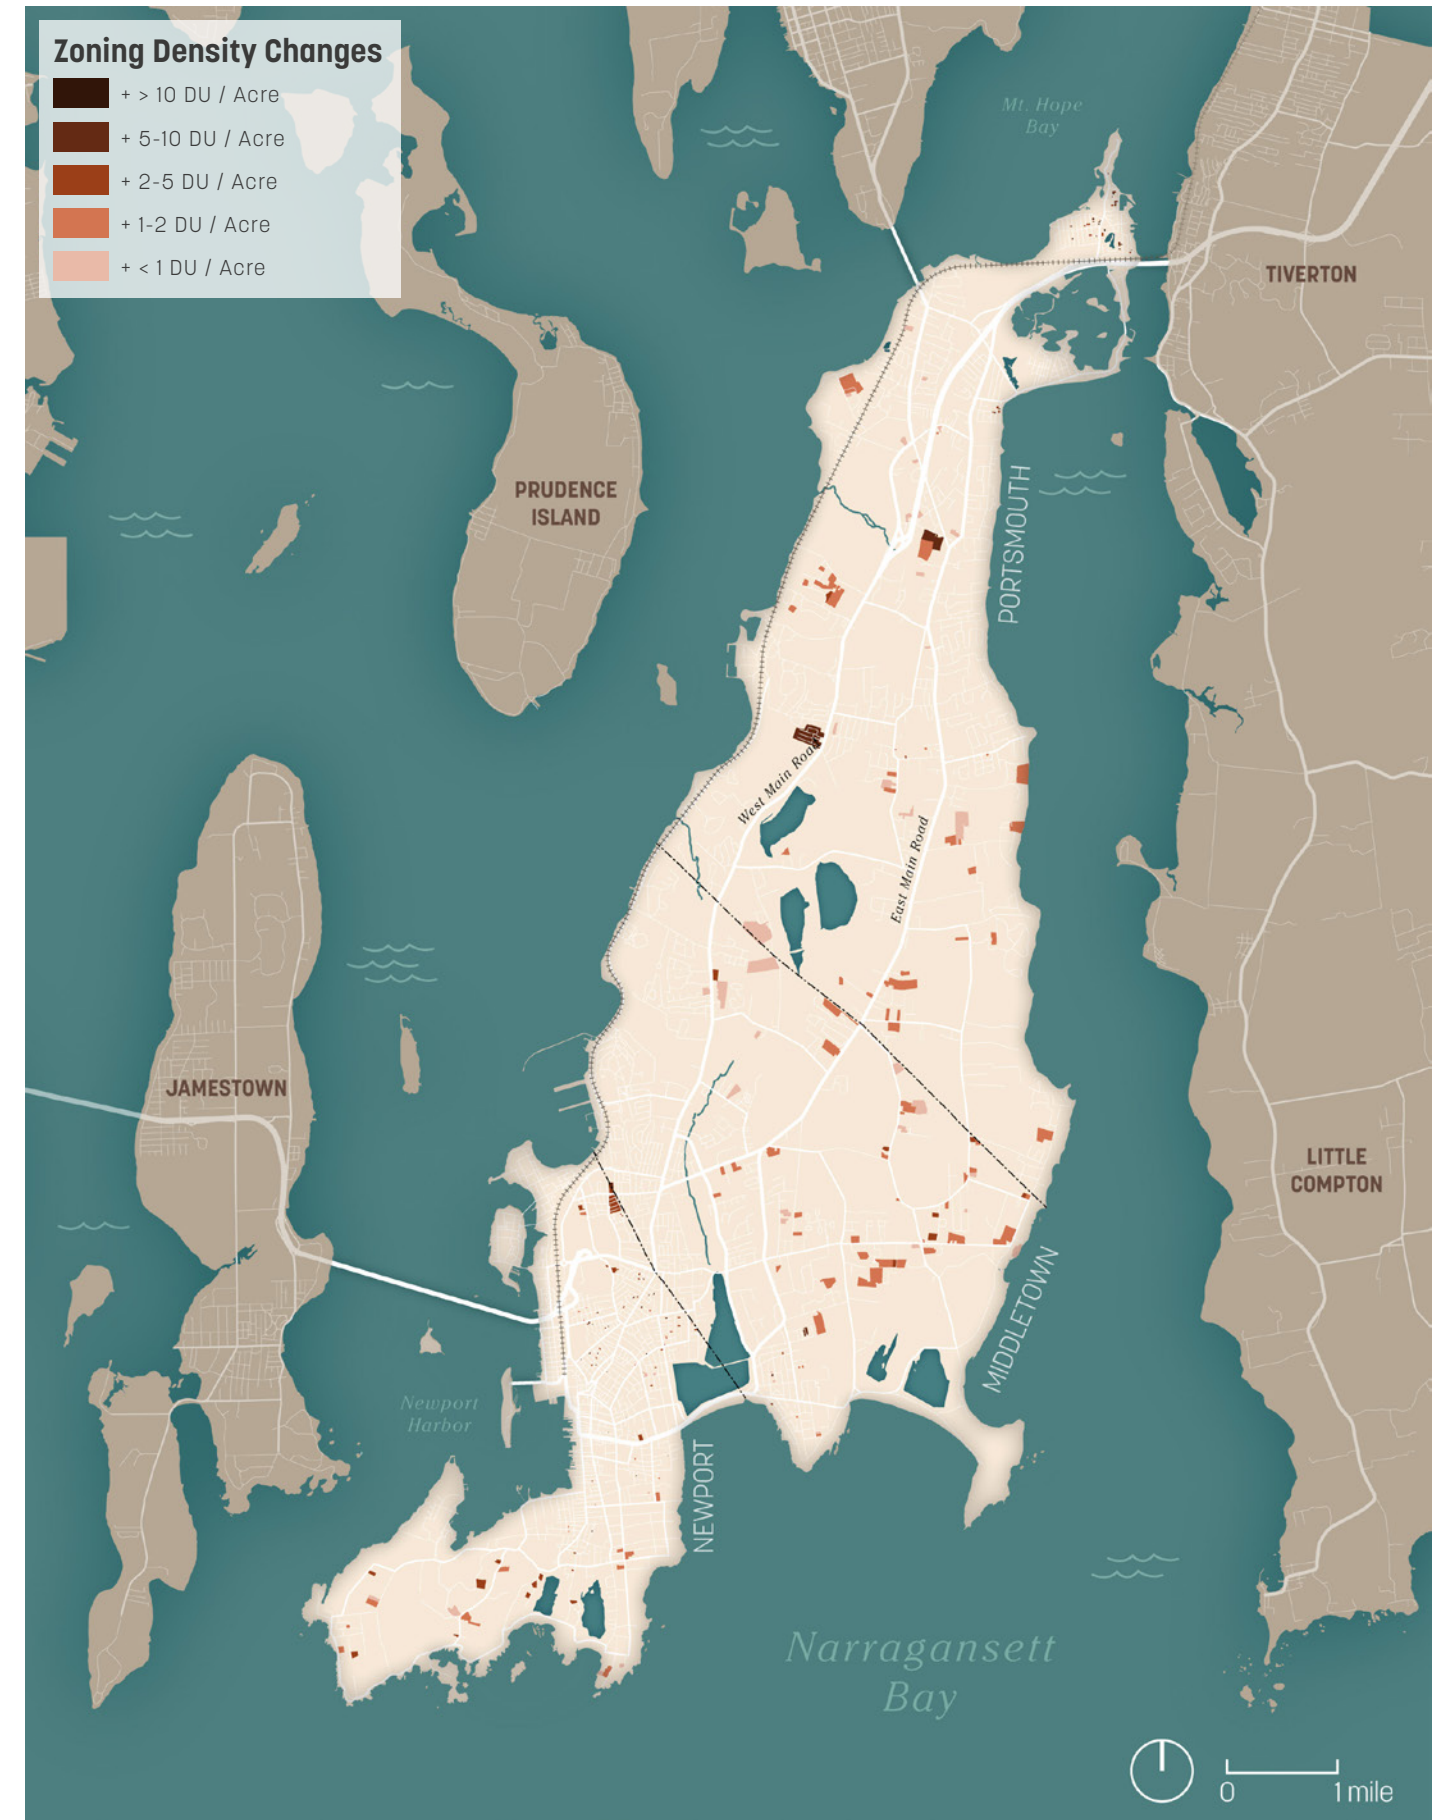 Zoning Density Changes
+ > 10 DU / Acre
+ 5-10 DU / Acre
+ 2-5 DU / Acre
+ 1-2 DU / Acre
+ < 1 DU / Acre
Mt. Hope
Bay
TIVERTON
PRUDENCE
ISLAND
PORTSMOUTH
West Main Road
East Main Road
JAMESTOWN
LITTLE
COMPTON
MIDDLETOWN
Newport
Harbor
NEWPORT
Narragansett
Bay
0
1 mile